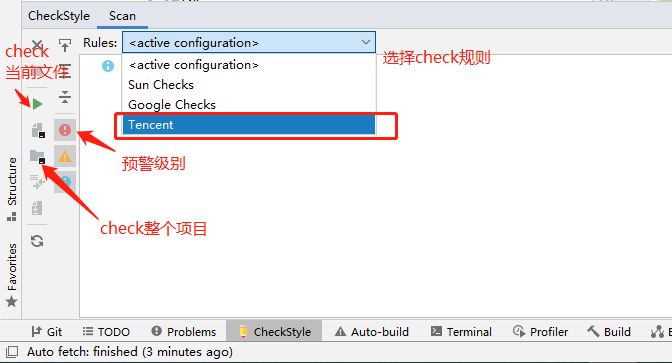 CheckStyle Scan
check
当前文件
Rules: <active configuration>
选择check规则
<active configuration>
Sun Checks
Google Checks
Tencent
预警级别
check整个项目
Structure
Favorites
Git TODO Problems CheckStyle Auto-build Terminal Profiler Build
Auto fetch: finished (3 minutes ago)